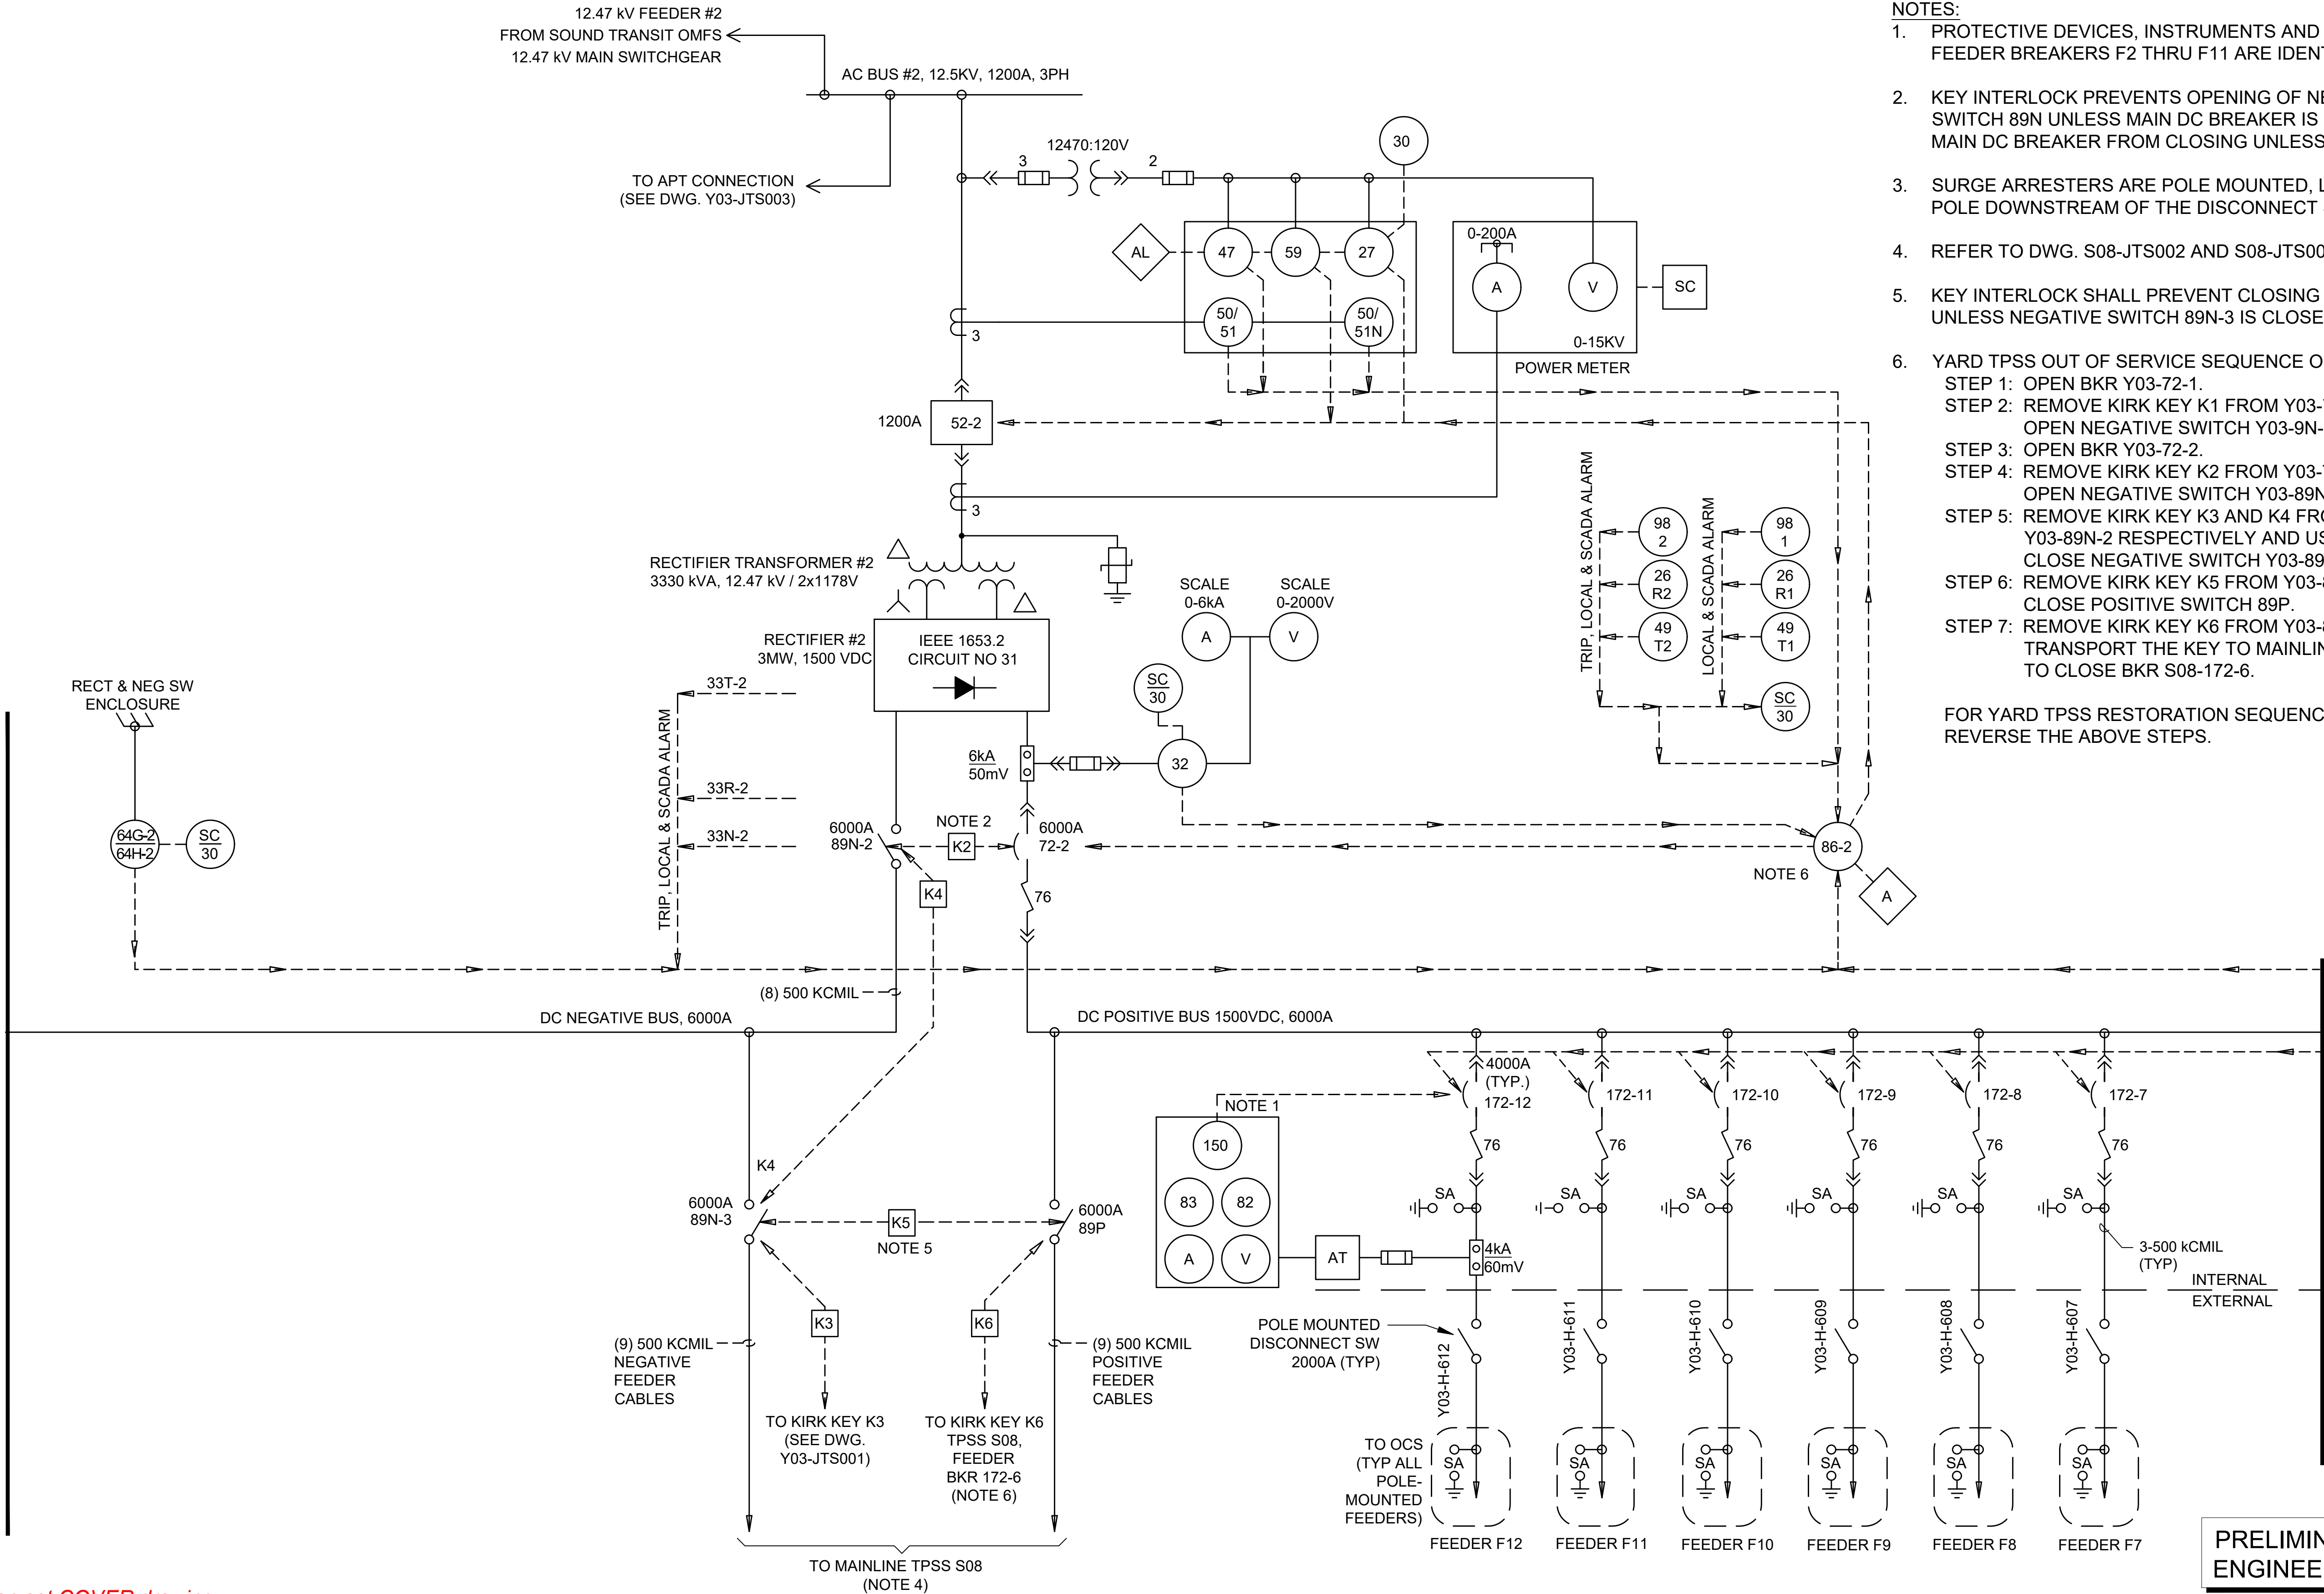 12.47 kV FEEDER #2
FROM SOUND TRANSIT OMFS
12.47 kV MAIN SWITCHGEAR
AC BUS #2, 12.5KV, 1200A, 3PH
TO APT CONNECTION
(SEE DWG. Y03-JTS003)
12470:120V
3
2
30
AL
47
59
27
50/
51
50/
51N
3
0-200A
A
V
0-15KV
SC
POWER METER
1200A
52-2
3
RECTIFIER TRANSFORMER #2
3330 kVA, 12.47 kV / 2x1178V
RECTIFIER #2
3MW, 1500 VDC
IEEE 1653.2
CIRCUIT NO 31
SCALE
0-6kA
SCALE
0-2000V
A
V
SC
30
32
6kA
50mV
TRIP, LOCAL & SCADA ALARM
98
2
26
R2
49
T2
LOCAL & SCADA ALARM
98
1
26
R1
49
T1
SC
30
RECT & NEG SW
ENCLOSURE
64G-2
64H-2
SC
30
TRIP, LOCAL & SCADA ALARM
33T-2
33R-2
33N-2
6000A
89N-2
NOTE 2
K2
6000A
72-2
K4
76
86-2
NOTE 6
A
(8) 500 KCMIL
DC NEGATIVE BUS, 6000A
DC POSITIVE BUS 1500VDC, 6000A
K4
6000A
89N-3
K5
NOTE 5
6000A
89P
K3
K6
(9) 500 KCMIL
NEGATIVE
FEEDER
CABLES
(9) 500 KCMIL
POSITIVE
FEEDER
CABLES
TO KIRK KEY K3
(SEE DWG.
Y03-JTS001)
TO KIRK KEY K6
TPSS S08,
FEEDER
BKR 172-6
(NOTE 6)
TO MAINLINE TPSS S08
(NOTE 4)
NOTE 1
150
83
82
A
V
AT
4kA
60mV
4000A
(TYP.)
172-12
172-11
172-10
172-9
172-8
172-7
76
76
76
76
76
76
SA
SA
SA
SA
SA
SA
3-500 kCMIL
(TYP)
INTERNAL
EXTERNAL
POLE MOUNTED
DISCONNECT SW
2000A (TYP)
Y03-H-612
Y03-H-611
Y03-H-610
Y03-H-609
Y03-H-608
Y03-H-607
TO OCS
(TYP ALL
POLE-
MOUNTED
FEEDERS)
SA
SA
SA
SA
SA
SA
FEEDER F12
FEEDER F11
FEEDER F10
FEEDER F9
FEEDER F8
FEEDER F7
NOTES:
1. PROTECTIVE DEVICES, INSTRUMENTS AND
FEEDER BREAKERS F2 THRU F11 ARE IDENT
2. KEY INTERLOCK PREVENTS OPENING OF NE
SWITCH 89N UNLESS MAIN DC BREAKER IS
MAIN DC BREAKER FROM CLOSING UNLESS
3. SURGE ARRESTERS ARE POLE MOUNTED, L
POLE DOWNSTREAM OF THE DISCONNECT
4. REFER TO DWG. S08-JTS002 AND S08-JTS00
5. KEY INTERLOCK SHALL PREVENT CLOSING
UNLESS NEGATIVE SWITCH 89N-3 IS CLOSE
6. YARD TPSS OUT OF SERVICE SEQUENCE O
STEP 1: OPEN BKR Y03-72-1.
STEP 2: REMOVE KIRK KEY K1 FROM Y03-
OPEN NEGATIVE SWITCH Y03-9N-
STEP 3: OPEN BKR Y03-72-2.
STEP 4: REMOVE KIRK KEY K2 FROM Y03-
OPEN NEGATIVE SWITCH Y03-89N
STEP 5: REMOVE KIRK KEY K3 AND K4 FRO
Y03-89N-2 RESPECTIVELY AND US
CLOSE NEGATIVE SWITCH Y03-89
STEP 6: REMOVE KIRK KEY K5 FROM Y03-8
CLOSE POSITIVE SWITCH 89P.
STEP 7: REMOVE KIRK KEY K6 FROM Y03-8
TRANSPORT THE KEY TO MAINLIN
TO CLOSE BKR S08-172-6.
FOR YARD TPSS RESTORATION SEQUENC
REVERSE THE ABOVE STEPS.
PRELIMIN
ENGINEE
COVER drawing